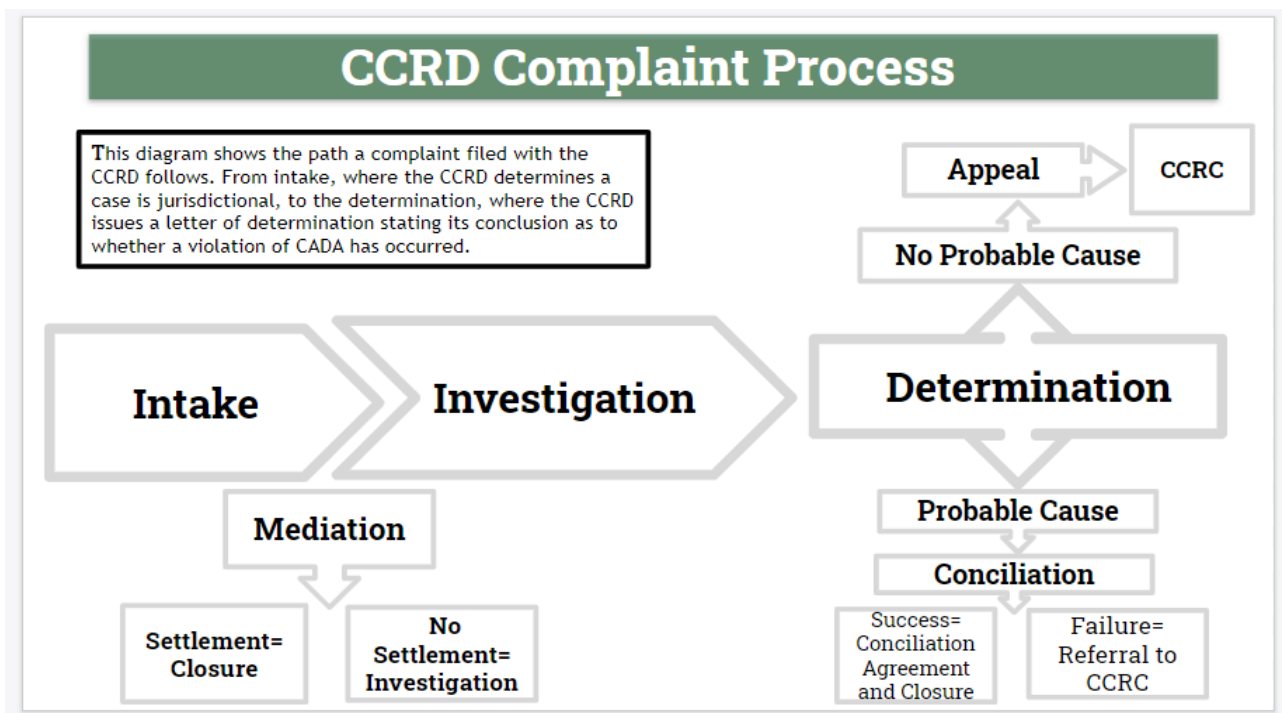 CCRD Complaint Process
This diagram shows the path a complaint filed with the
CCRD follows. From intake, where the CCRD determines a
case is jurisdictional, to the determination, where the CCRD
issues a letter of determination stating its conclusion as to
whether a violation of CADA has occurred.
Appeal
CCRC
No Probable Cause
Intake
Investigation
Determination
Mediation
Settlement=
Closure
No
Settlement=
Investigation
Probable Cause
Conciliation
Success=
Conciliation
Agreement
and Closure
Failure=
Referral to
CCRC